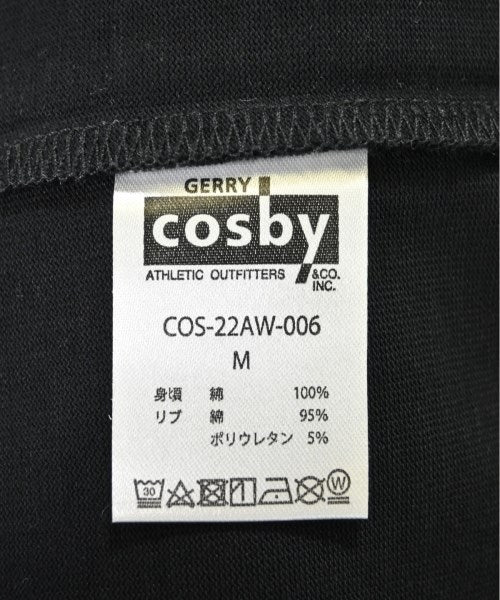 GERRY
cosby
ATHLETIC OUTFITTERS &CO. INC.
COS-22AW-006
M
身頃 綿 100%
リブ 綿 95%
ポリウレタン 5%
30 W